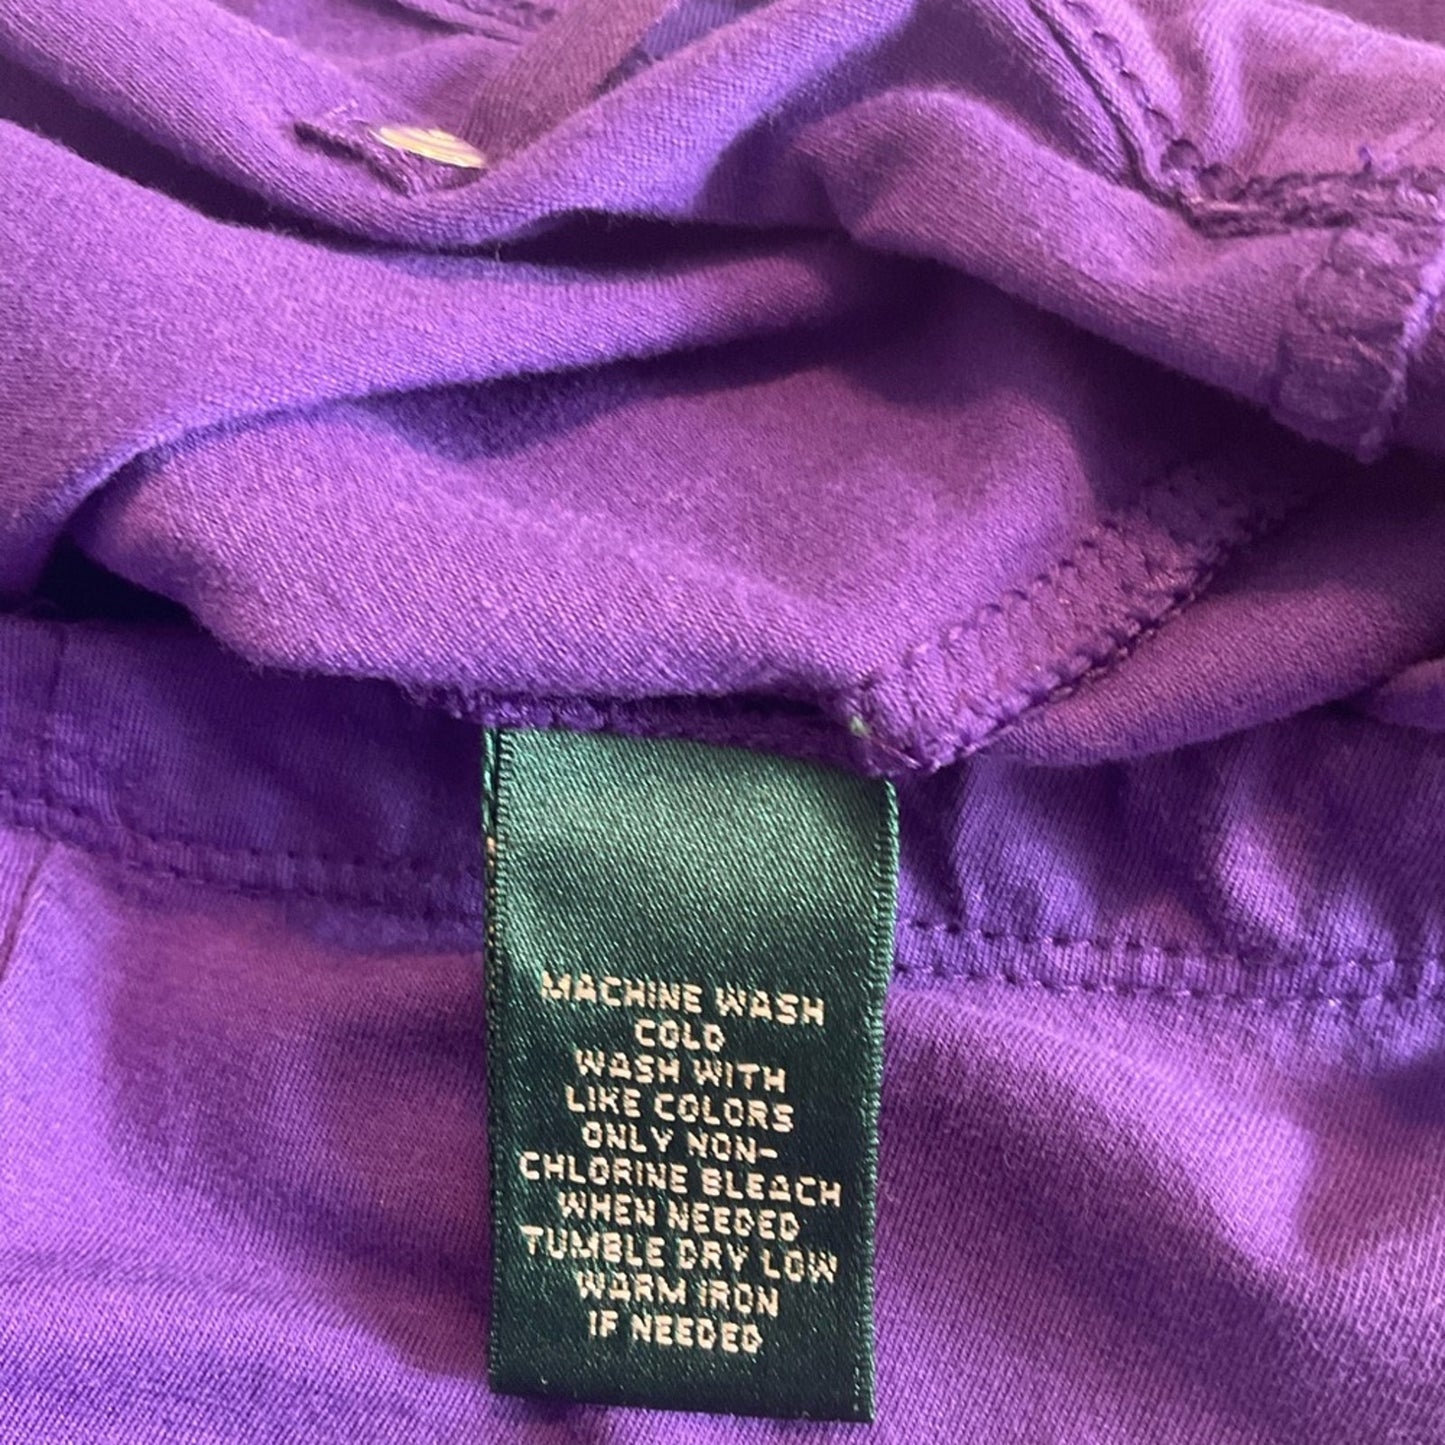 MACHINE WASH
COLD
WASH WITH
LIKE COLORS
ONLY NON-
CHLORINE BLEACH
WHEN NEEDED
TUMBLE DRY LOW
WARM IRON
IF NEEDED